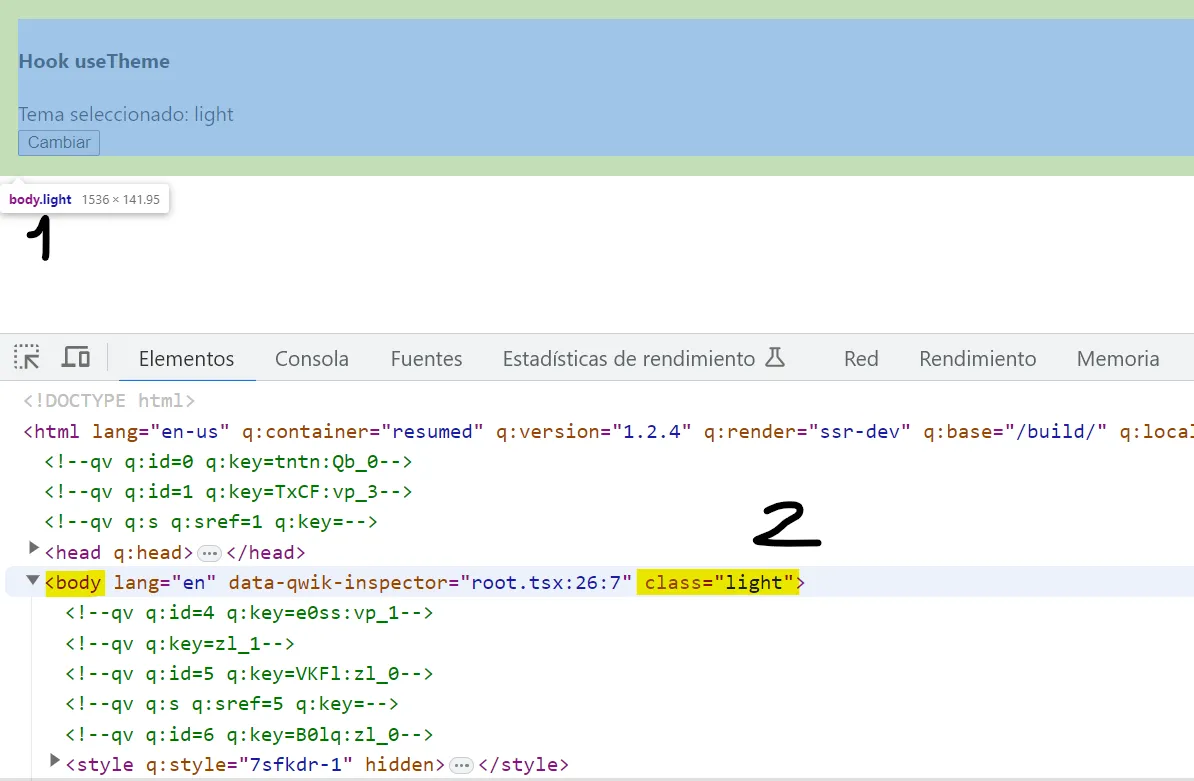 Hook useTheme
Tema seleccionado: light
Cambiar
body.light 1536 × 141.95
1
Elementos Consola Fuentes Estadísticas de rendimiento Red Rendimiento Memoria
<!DOCTYPE html>
<html lang="en-us" q:container="resumed" q:version="1.2.4" q:render="ssr-dev" q:base="/build/" q:local
<!--qv q:id=0 q:key=tntn:Qb_0-->
<!--qv q:id=1 q:key=TxCF:vp_3-->
<!--qv q:s q:sref=1 q:key=-->
2
<head q:head>…</head>
<body lang="en" data-qwik-inspector="root.tsx:26:7" class="light">
<!--qv q:id=4 q:key=e0ss:vp_1-->
<!--qv q:key=zl_1-->
<!--qv q:id=5 q:key=VKFl:zl_0-->
<!--qv q:s q:sref=5 q:key=-->
<!--qv q:id=6 q:key=B0lq:zl_0-->
<style q:style="7sfkdr-1" hidden>…</style>